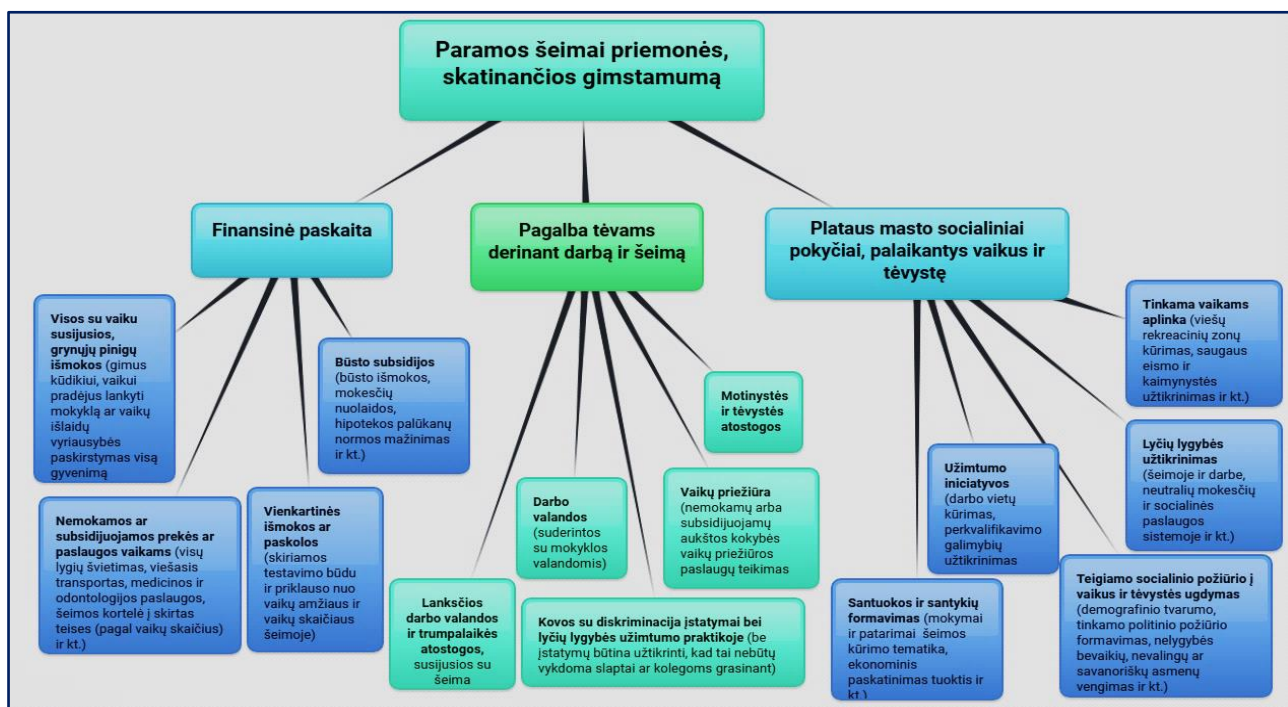 Paramos šeimai priemonės,
skatinančios gimstamumą
Finansinė paskaita
Pagalba tėvams
derinant darbą ir šeimą
Plataus masto socialiniai
pokyčiai, palaikantys vaikus ir
tėvystę
Visos su vaiku
susijusios,
grynųjų pinigų
išmokos (gimus
kūdikiui, vaikui
pradėjus lankyti
mokyklą ar vaikų
išlaidų
vyriausybės
paskirstymas visą
gyvenimą
Būsto subsidijos
(būsto išmokos,
mokesčių
nuolaidos,
hipotekos palūkanų
normos mažinimas
ir kt.)
Nemokamos ar
subsidijuojamos prekės ar
paslaugos vaikams (visų
lygių švietimas, viešasis
transportas, medicinos ir
odontologijos paslaugos,
šeimos kortelė į skirtas
teises (pagal vaikų skaičius)
ir kt.)
Vienkartinės
išmokos ar
paskolos
(skiriamos
testavimo būdu
ir priklauso nuo
vaikų amžiaus ir
vaikų skaičiaus
šeimoje)
Motinystės
ir tėvystės
atostogos
Darbo
valandos
(suderintos
su mokyklos
valandomis)
Vaikų priežiūra
(nemokamų arba
subsidijuojamų
aukštos kokybės
vaikų priežiūros
paslaugų teikimas
Lanksčios
darbo valandos
ir trumpalaikės
atostogos,
susijusios su
šeima
Kovos su diskriminacija įstatymai bei
lyčių lygybės užimtumo praktikoje (be
įstatymų būtina užtikrinti, kad tai nebūtų
vykdoma slaptai ar kolegoms grasinant)
Tinkama vaikams
aplinka (viešų
rekreacinių zonų
kūrimas, saugaus
eismo ir
kaimynystės
užtikrinimas ir kt.)
Lyčių lygybės
užtikrinimas
(šeimoje ir darbe,
neutralių mokesčių
ir socialinės
paslaugos
sistemoje ir kt.)
Užimtumo
iniciatyvos
(darbo vietų
kūrimas,
perkvalifikavimo
galimybių
užtikrinimas
Santuokos ir santykių
formavimas (mokymai
ir patarimai šeimos
kūrimo tematika,
ekonominis
paskatinimas tuoktis ir
kt.)
Teigiamo socialinio požiūrio į
vaikus ir tėvystės ugdymas
(demografinio tvarumo,
tinkamo politinio požiūrio
formavimas, nelygybės
bevaikių, nevalingų ar
savanoriškų asmenų
vengimas ir kt.)